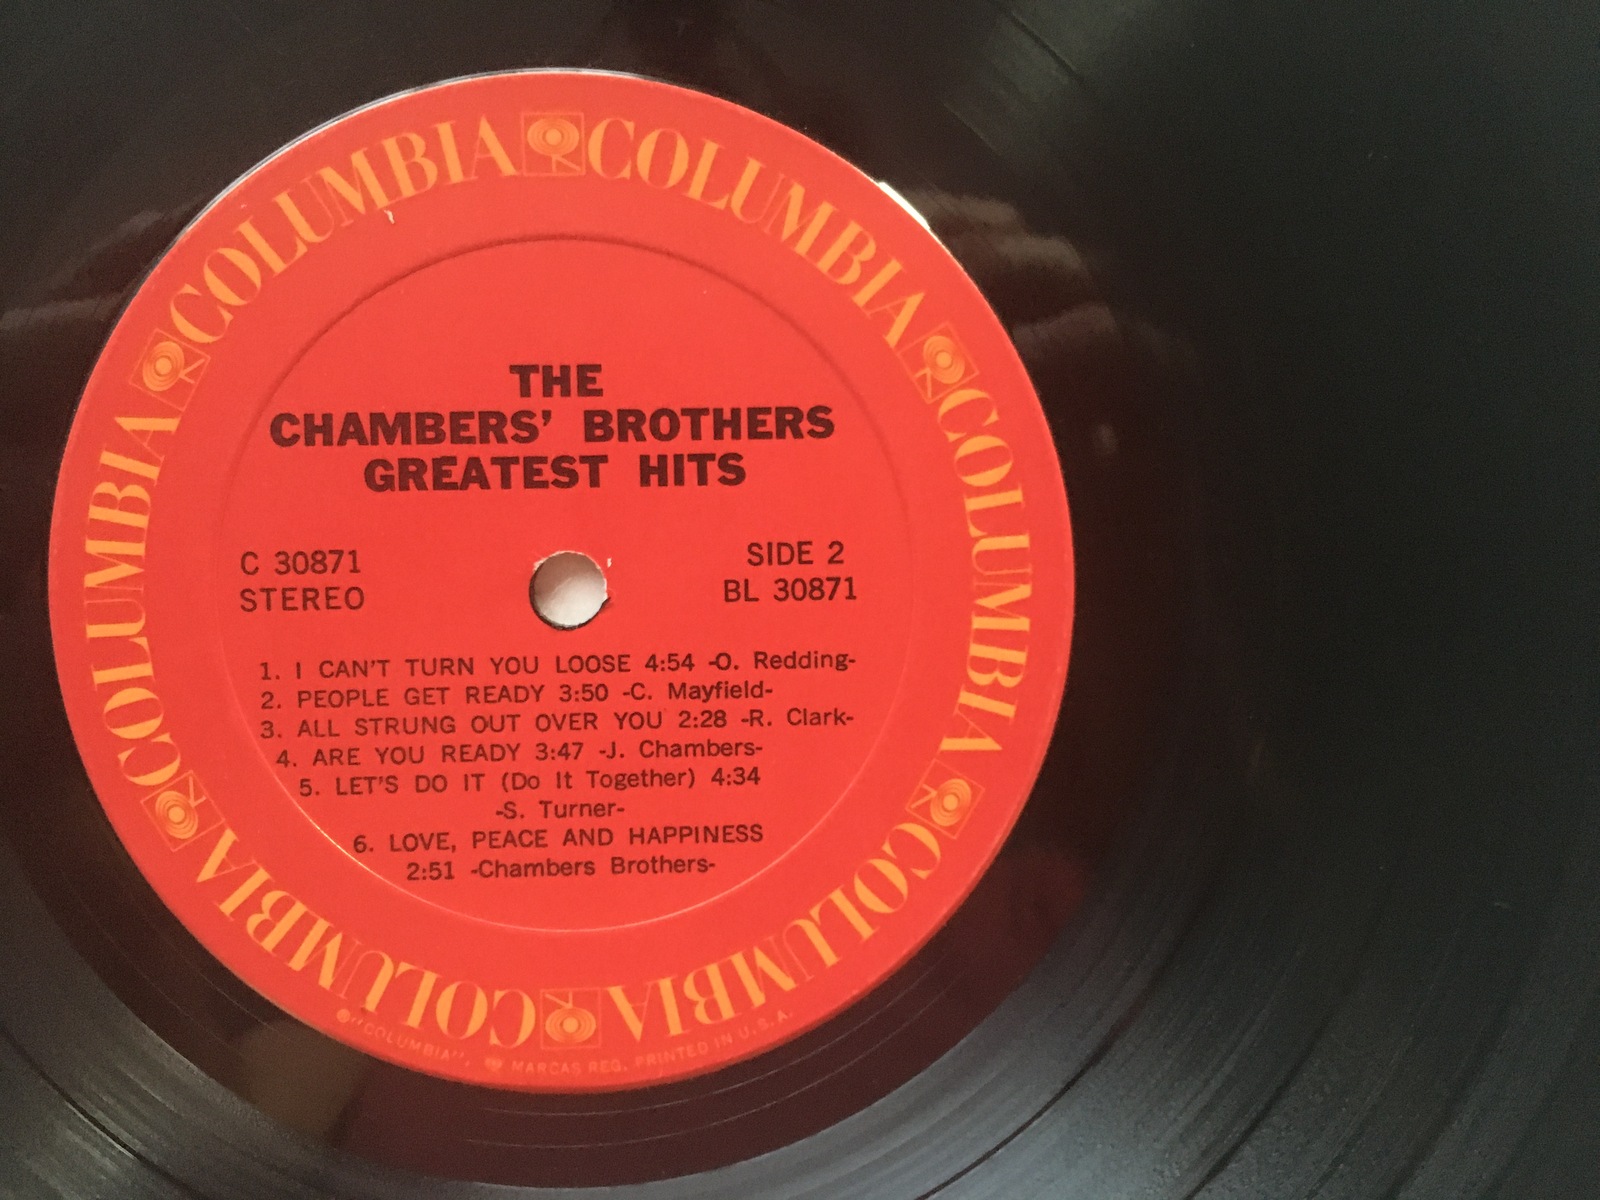 COLUMBIA COLUMBIA COLUMBIA COLUMBIA COLUMBIA COLUMBIA
THE
CHAMBERS' BROTHERS
GREATEST HITS
C 30871
STEREO
SIDE 2
BL 30871
1. I CAN'T TURN YOU LOOSE 4:54 -O. Redding-
2. PEOPLE GET READY 3:50 -C. Mayfield-
3. ALL STRUNG OUT OVER YOU 2:28 -R. Clark-
4. ARE YOU READY 3:47 -J. Chambers-
5. LET'S DO IT (Do It Together) 4:34
-S. Turner-
6. LOVE, PEACE AND HAPPINESS
2:51 -Chambers Brothers-
"COLUMBIA", MARCAS REG. PRINTED IN U.S.A.